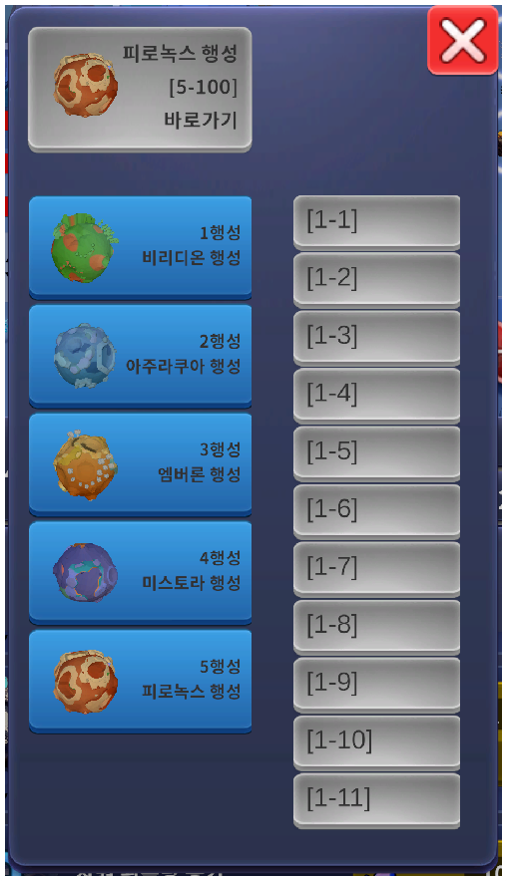 피로녹스 행성
[5-100]
바로가기
1행성
비리디온 행성
2행성
아주라쿠아 행성
3행성
엠버론 행성
4행성
미스토라 행성
5행성
피로녹스 행성
[1-1]
[1-2]
[1-3]
[1-4]
[1-5]
[1-6]
[1-7]
[1-8]
[1-9]
[1-10]
[1-11]